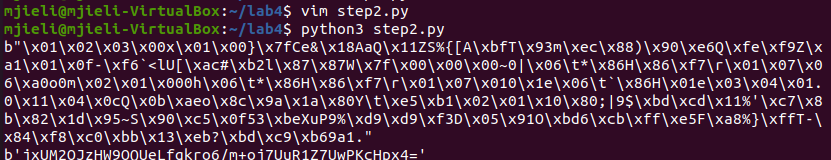 mjieli@mjieli-VirtualBox:~/lab4$ vim step2.py
mjieli@mjieli-VirtualBox:~/lab4$ python3 step2.py
b"\x01\x02\x03\x00x\x01\x00}\x7fCe&\x18AaQ\x11ZS%{[A\xbfT\x93m\xec\x88)\x90\xe6Q\xfe\xf9Z\x
a1\x01\x0f-\xf6`<lU[\xac#\xb2l\x87\x87W\x7f\x00\x00\x00~0|\x06\t*\x86H\x86\xf7\r\x01\x07\x0
6\xa0o0m\x02\x01\x000h\x06\t*\x86H\x86\xf7\r\x01\x07\x010\x1e\x06\t`\x86H\x01e\x03\x04\x01.
0\x11\x04\x0cQ\x0b\xaeo\x8c\x9a\x1a\x80Y\t\xe5\xb1\x02\x01\x10\x80;|9$\xbd\xcd\x11%'\xc7\x8
b\x82\x1d\x95~S\x90\xc5\x0f53\xbeXuP9%\xd9\xd9\xf3D\x05\x91O\xbd6\xcb\xff\xe5F\xa8%}\xffT-\
x84\xf8\xc0\xbb\x13\xeb?\xbd\xc9\xb69a1."
b'jxUM2OJzHW9OOUeLfqkro6/m+oj7UuR1Z7UwPKcHpx4='